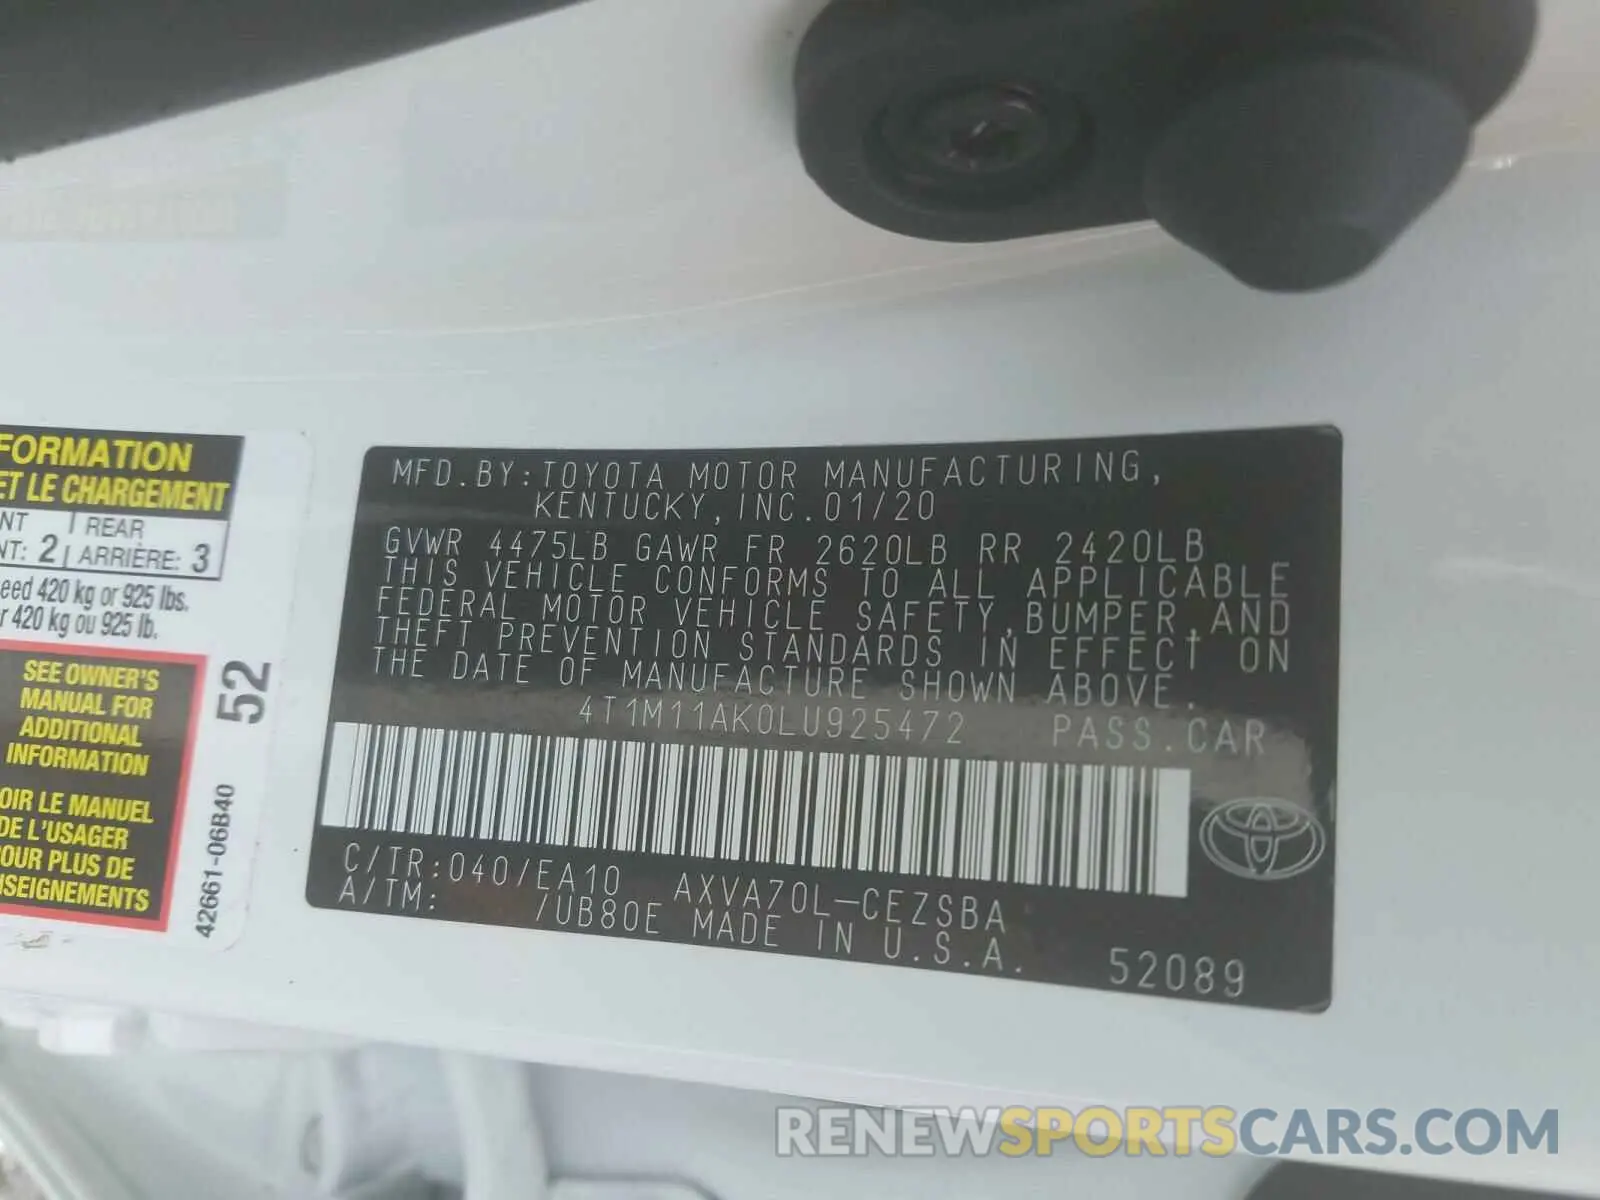 FORMATION
ET LE CHARGEMENT
REAR
NT: 2 ARRIÈRE: 3
eed 420 kg or 925 lbs.
r 420 kg ou 925 lb.
SEE OWNER'S
MANUAL FOR
ADDITIONAL
INFORMATION
OIR LE MANUEL
DE L'USAGER
OUR PLUS DE
NSEIGNEMENTS
52
42661-06B40
MFD.BY:TOYOTA MOTOR MANUFACTURING,
KENTUCKY,INC.01/20
GVWR 4475LB GAWR FR 2620LB RR 2420LB
THIS VEHICLE CONFORMS TO ALL APPLICABLE
FEDERAL MOTOR VEHICLE SAFETY,BUMPER,AND
THEFT PREVENTION STANDARDS IN EFFECT ON
THE DATE OF MANUFACTURE SHOWN ABOVE.
4T1M11AK0LU925472 PASS.CAR
C/TR:040/EA10 AXVA70L-CEZSBA
A/TM: /UB80E MADE IN U.S.A.
52089
RENEWSPORTSCARS.COM